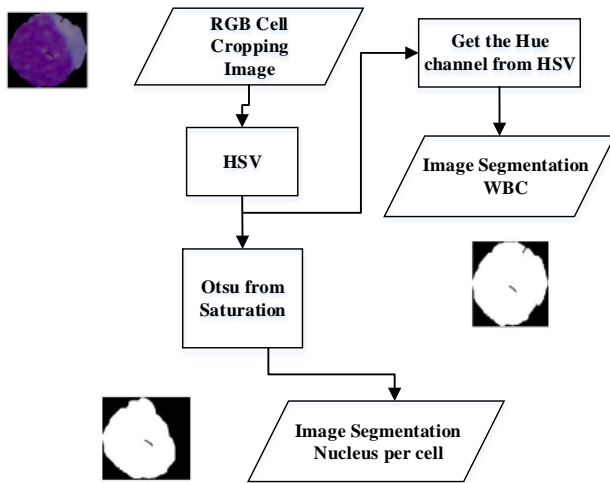 RGB Cell
Cropping
Image
Get the Hue
channel from HSV
HSV
Image Segmentation
WBC
Otsu from
Saturation
Image Segmentation
Nucleus per cell